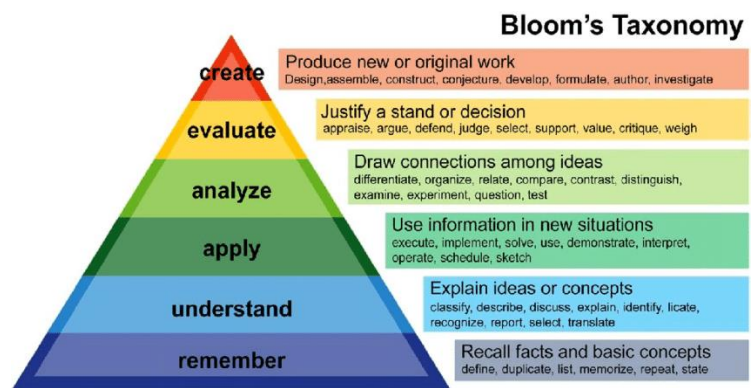 Bloom's Taxonomy
create
Produce new or original work
Design,assemble, construct, conjecture, develop, formulate, author, investigate
evaluate
Justify a stand or decision
appraise, argue, defend, judge, select, support, value, critique, weigh
analyze
Draw connections among ideas
differentiate, organize, relate, compare, contrast, distinguish,
examine, experiment, question, test
apply
Use information in new situations
execute, implement, solve, use, demonstrate, interpret,
operate, schedule, sketch
understand
Explain ideas or concepts
classify, describe, discuss, explain, identify, licate,
recognize, report, select, translate
remember
Recall facts and basic concepts
define, duplicate, list, memorize, repeat, state